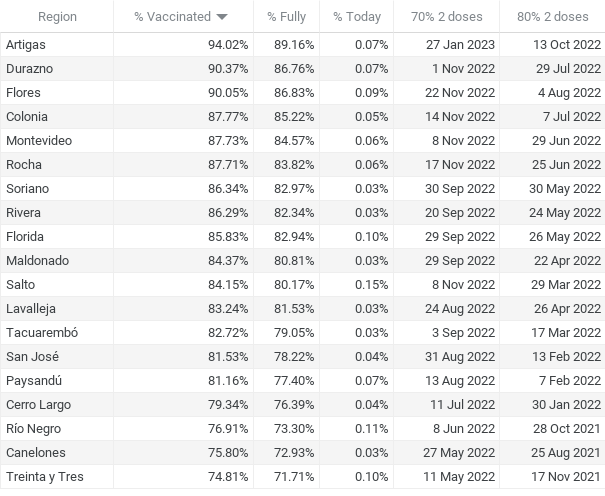 Region % Vaccinated % Fully % Today 70% 2 doses 80% 2 doses
Artigas 94.02% 89.16% 0.07% 27 Jan 2023 13 Oct 2022
Durazno 90.37% 86.76% 0.07% 1 Nov 2022 29 Jul 2022
Flores 90.05% 86.83% 0.09% 22 Nov 2022 4 Aug 2022
Colonia 87.77% 85.22% 0.05% 14 Nov 2022 7 Jul 2022
Montevideo 87.73% 84.57% 0.06% 8 Nov 2022 29 Jun 2022
Rocha 87.71% 83.82% 0.06% 17 Nov 2022 25 Jun 2022
Soriano 86.34% 82.97% 0.03% 30 Sep 2022 30 May 2022
Rivera 86.29% 82.34% 0.03% 20 Sep 2022 24 May 2022
Florida 85.83% 82.94% 0.10% 29 Sep 2022 26 May 2022
Maldonado 84.37% 80.81% 0.03% 29 Sep 2022 22 Apr 2022
Salto 84.15% 80.17% 0.15% 8 Nov 2022 29 Mar 2022
Lavalleja 83.24% 81.53% 0.03% 24 Aug 2022 26 Apr 2022
Tacuarembó 82.72% 79.05% 0.03% 3 Sep 2022 17 Mar 2022
San José 81.53% 78.22% 0.04% 31 Aug 2022 13 Feb 2022
Paysandú 81.16% 77.40% 0.07% 13 Aug 2022 7 Feb 2022
Cerro Largo 79.34% 76.39% 0.04% 11 Jul 2022 30 Jan 2022
Río Negro 76.91% 73.30% 0.11% 8 Jun 2022 28 Oct 2021
Canelones 75.80% 72.93% 0.03% 27 May 2022 25 Aug 2021
Treinta y Tres 74.81% 71.71% 0.10% 11 May 2022 17 Nov 2021